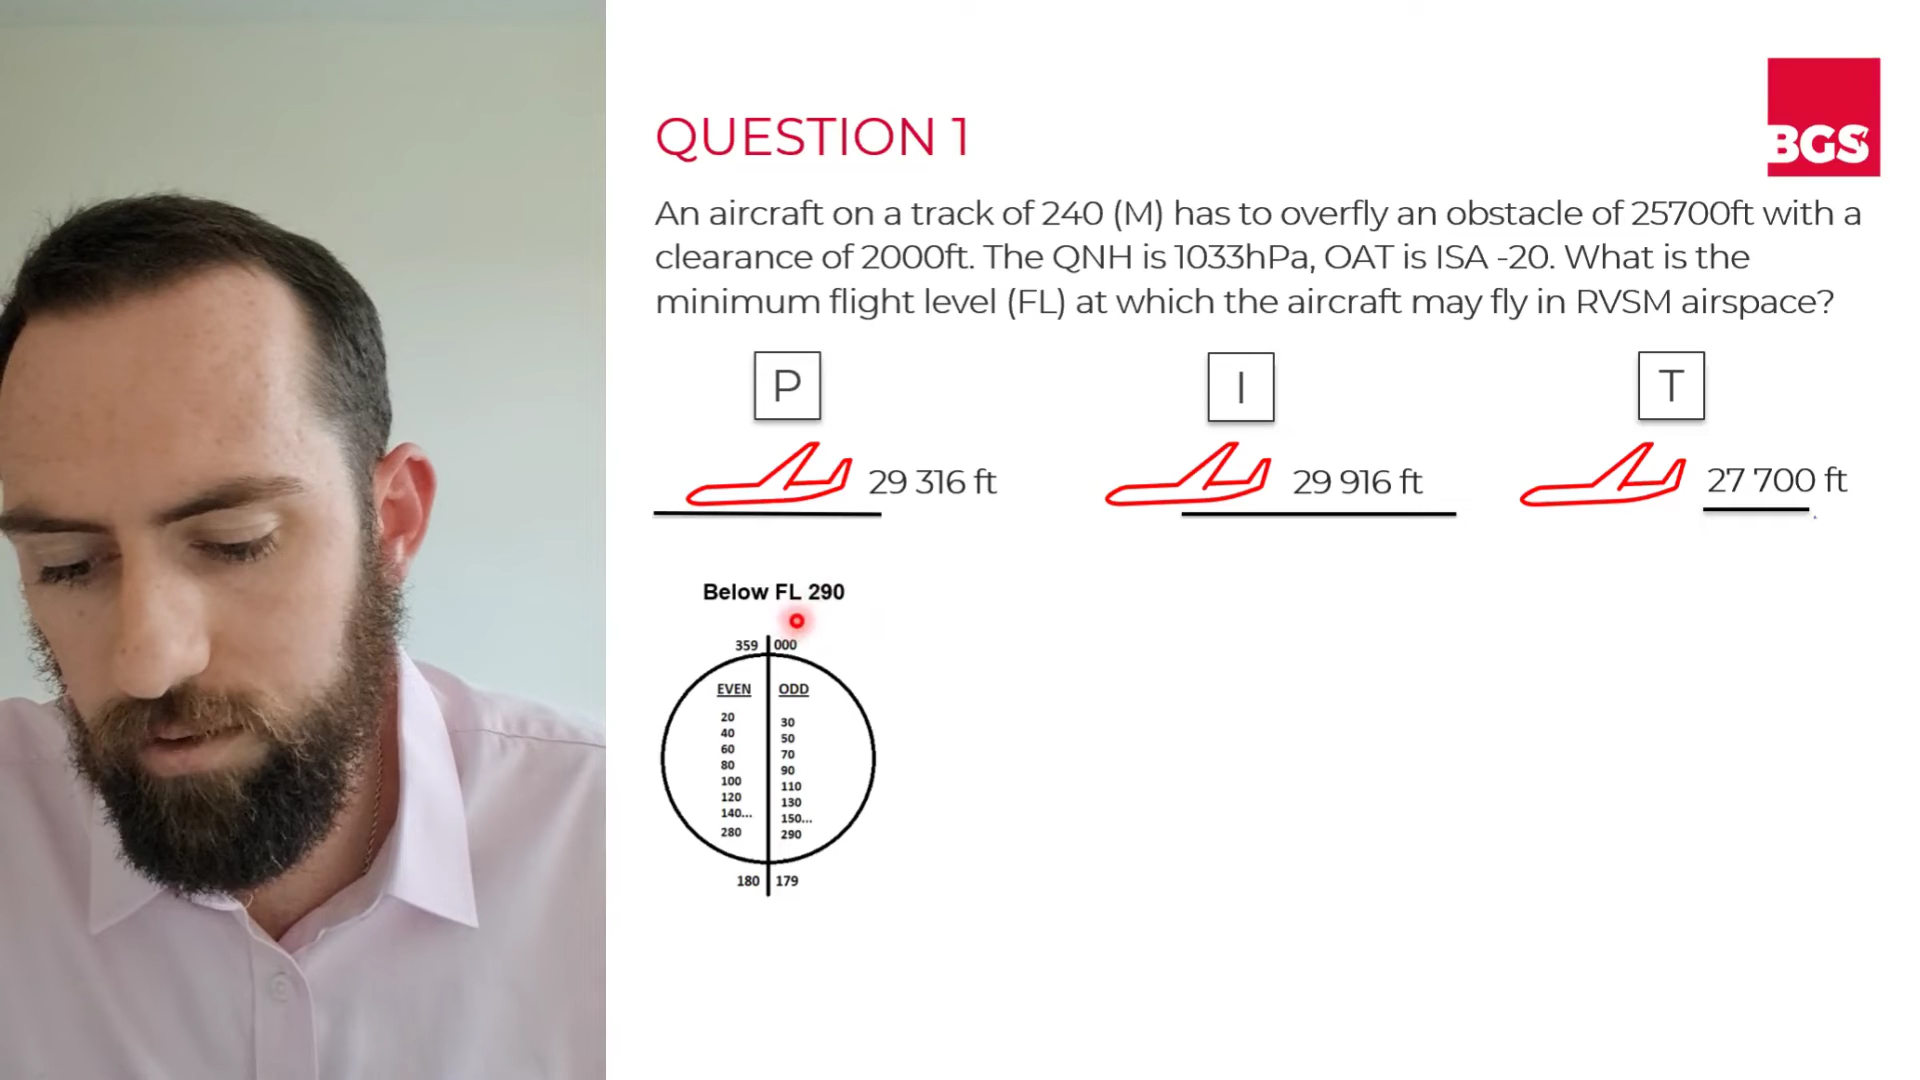 BGS
QUESTION 1
An aircraft on a track of 240 (M) has to overfly an obstacle of 25700ft with a
clearance of 2000ft. The QNH is 1033hPa, OAT is ISA -20. What is the
minimum flight level (FL) at which the aircraft may fly in RVSM airspace?
P I T
29 316 ft 29 916 ft 27 700 ft
Below FL 290
359 000
EVEN ODD
20 30
40 50
60 70
80 90
100 110
120 130
140... 150...
280 290
180 179